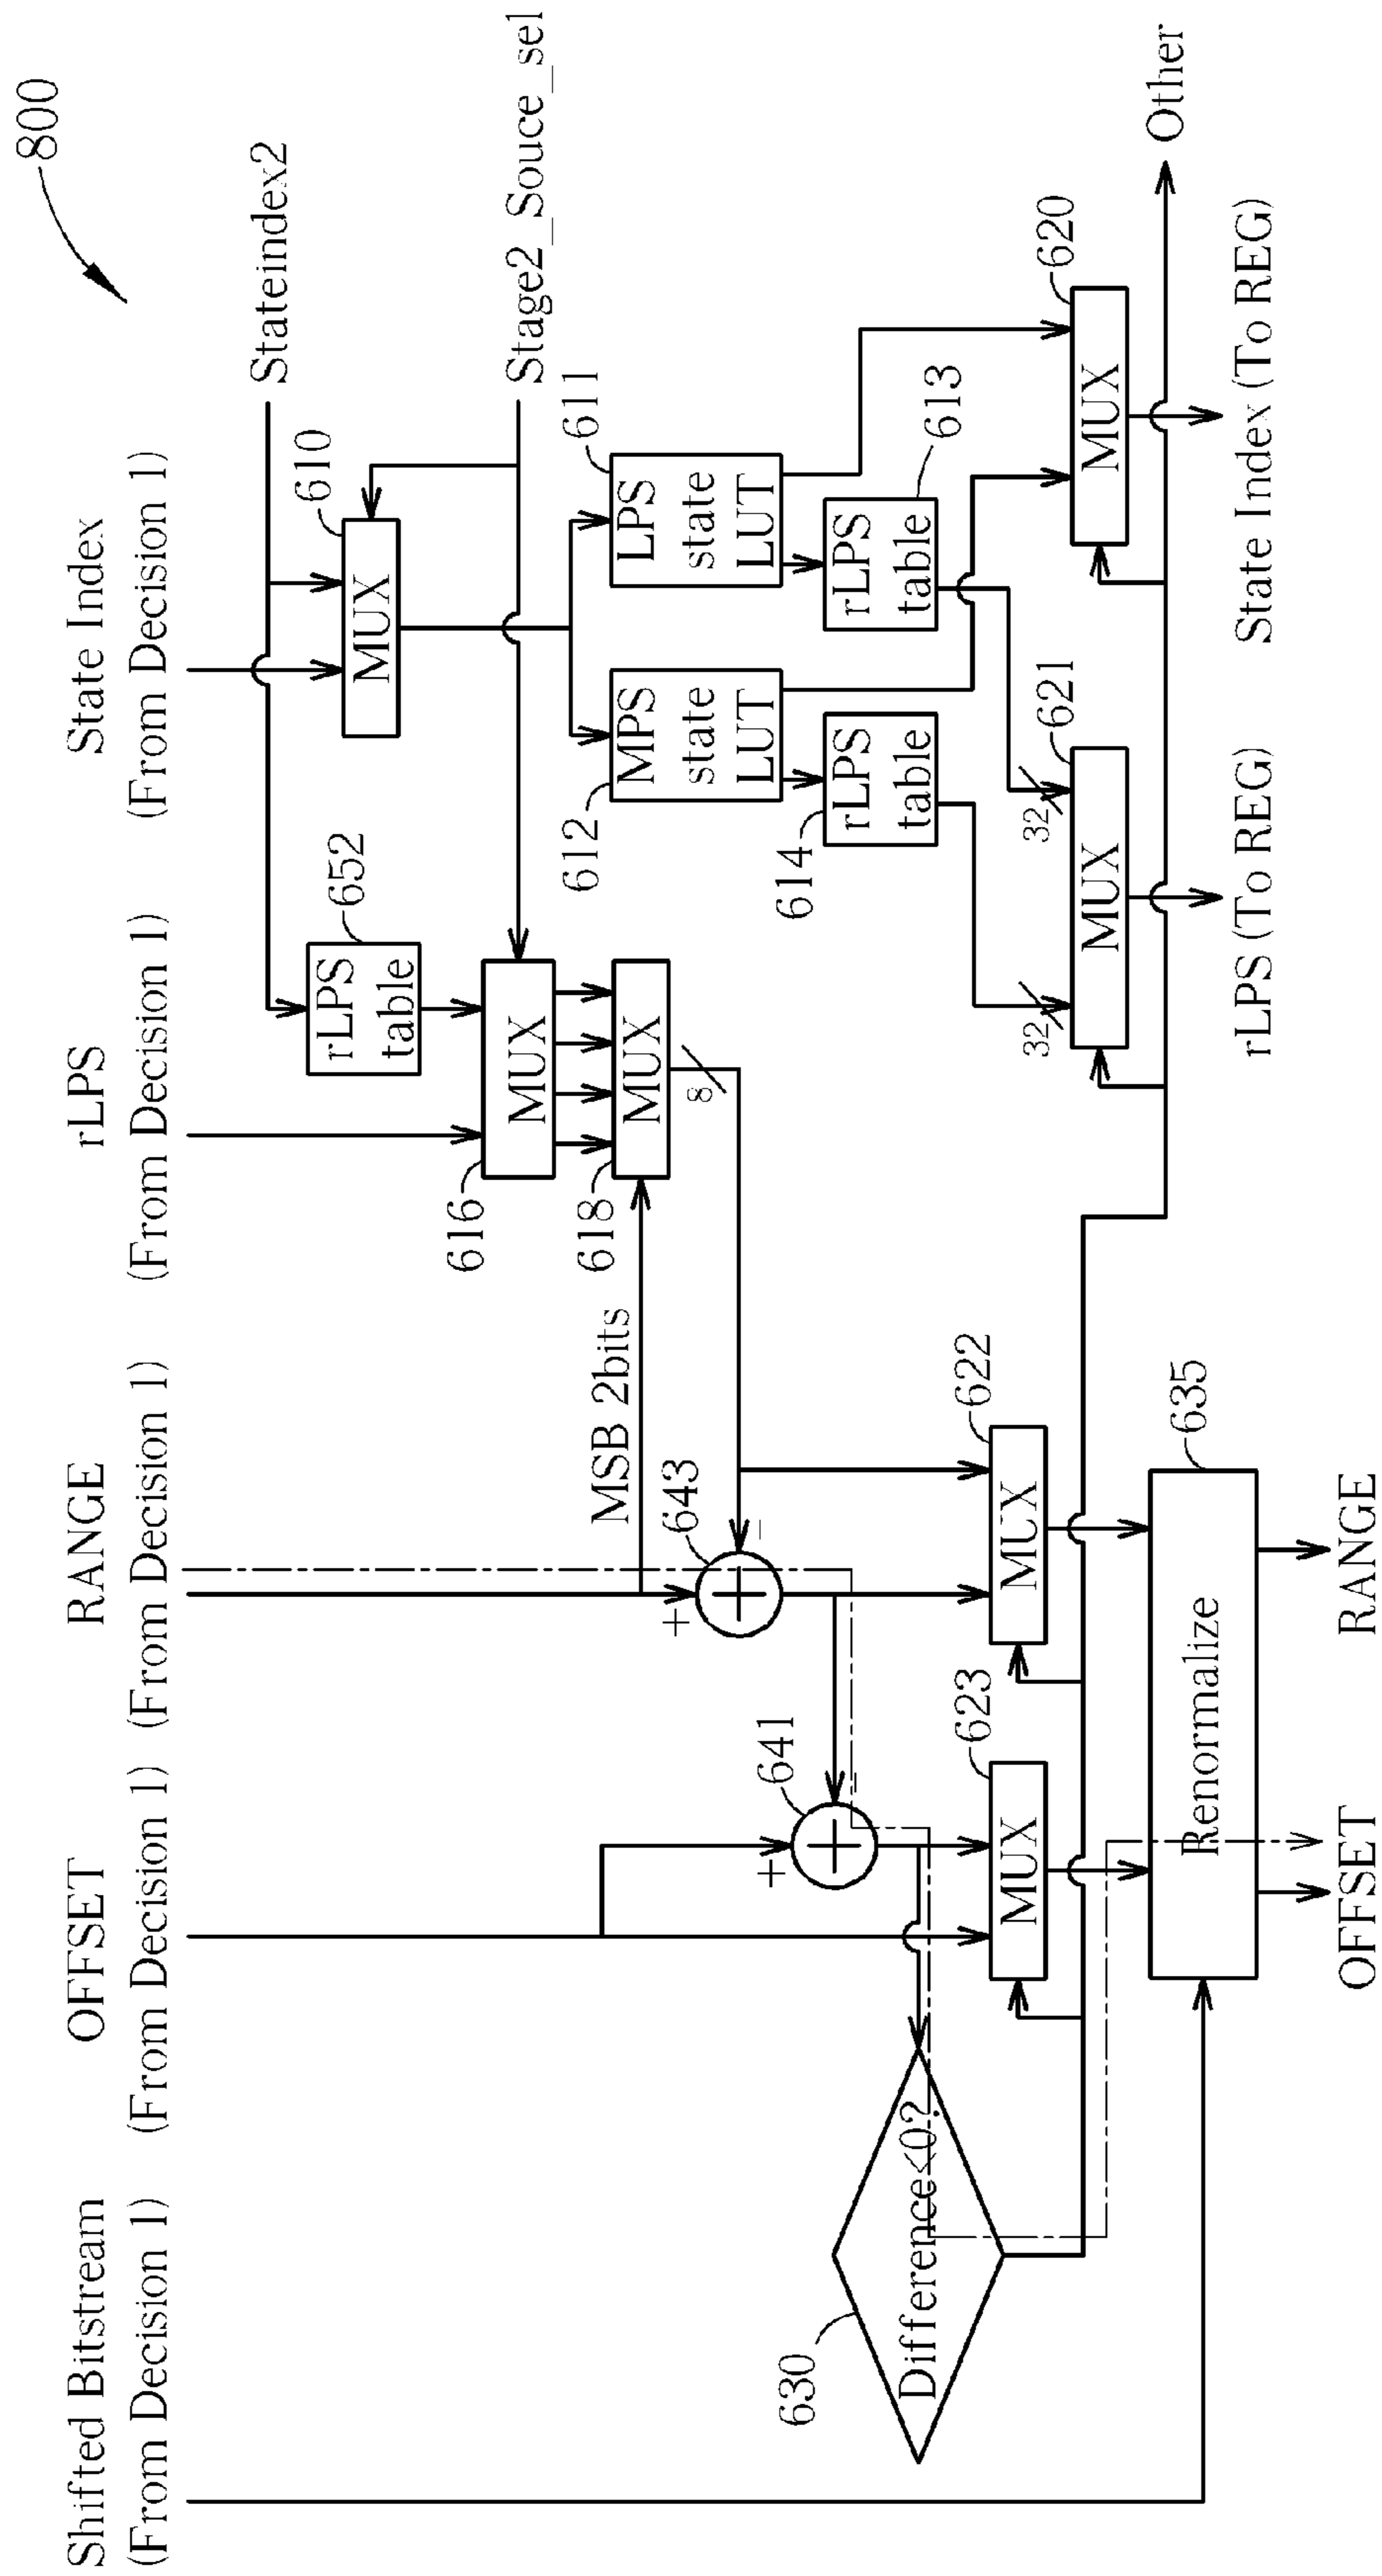 800
Shifted Bitstream
(From Decision 1)
OFFSET
(From Decision 1)
RANGE
(From Decision 1)
rLPS
(From Decision 1)
State Index
(From Decision 1)
Stateindex2
Stage2_Souce_sel
652
rLPS
table
610
MUX
616
MUX
618
MUX
8
MSB 2bits
612
MPS
state
LUT
611
LPS
state
LUT
614
rLPS
table
613
rLPS
table
643
+
−
641
+
−
630
Difference<0?
623
MUX
622
MUX
32
32
621
MUX
620
MUX
Other
635
Renormalize
OFFSET
RANGE
rLPS (To REG)
State Index (To REG)